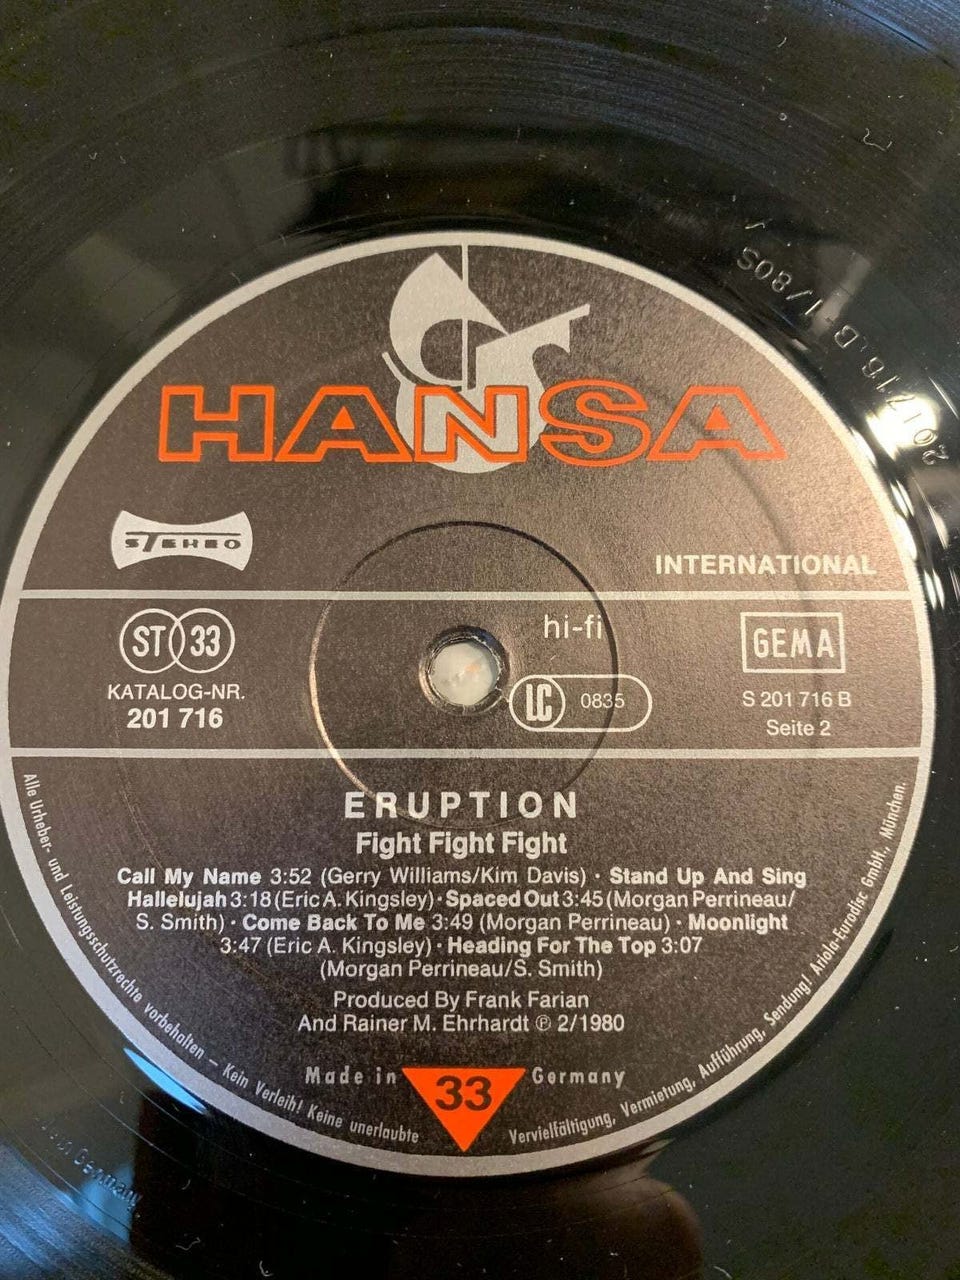 HANSA
STEREO
INTERNATIONAL
ST 33
hi-fi
GEMA
KATALOG-NR.
201 716
LC 0835
S 201 716 B
Seite 2
ERUPTION
Fight Fight Fight
Call My Name 3:52 (Gerry Williams/Kim Davis) · Stand Up And Sing
Hallelujah 3:18 (Eric A. Kingsley) · Spaced Out 3:45 (Morgan Perrineau/
S. Smith) · Come Back To Me 3:49 (Morgan Perrineau) · Moonlight
3:47 (Eric A. Kingsley) · Heading For The Top 3:07
(Morgan Perrineau/S. Smith)
Produced By Frank Farian
And Rainer M. Ehrhardt ℗ 2/1980
Made in 33 Germany
Alle Urheber- und Leistungsschutzrechte vorbehalten – Kein Verleih! Keine unerlaubte Vervielfältigung, Vermietung, Aufführung, Sendung! Ariola-Eurodisc GmbH., München.